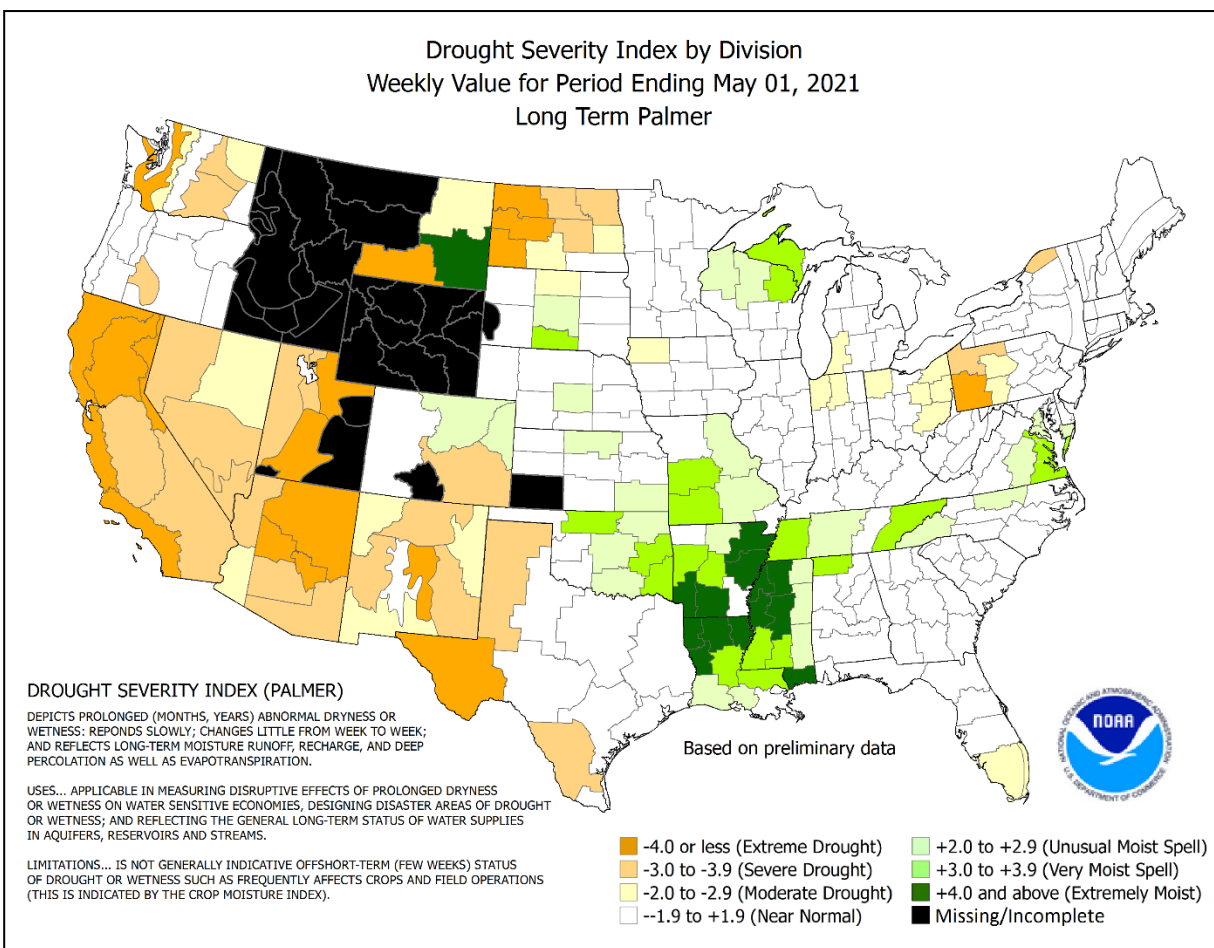 Drought Severity Index by Division
Weekly Value for Period Ending May 01, 2021
Long Term Palmer
DROUGHT SEVERITY INDEX (PALMER)
DEPICTS PROLONGED (MONTHS, YEARS) ABNORMAL DRYNESS OR
WETNESS: REPONDS SLOWLY; CHANGES LITTLE FROM WEEK TO WEEK;
AND REFLECTS LONG-TERM MOISTURE RUNOFF, RECHARGE, AND DEEP
PERCOLATION AS WELL AS EVAPOTRANSPIRATION.
USES... APPLICABLE IN MEASURING DISRUPTIVE EFFECTS OF PROLONGED DRYNESS
OR WETNESS ON WATER SENSITIVE ECONOMIES, DESIGNING DISASTER AREAS OF DROUGHT
OR WETNESS; AND REFLECTING THE GENERAL LONG-TERM STATUS OF WATER SUPPLIES
IN AQUIFERS, RESERVOIRS AND STREAMS.
LIMITATIONS... IS NOT GENERALLY INDICATIVE OFFSHORT-TERM (FEW WEEKS) STATUS
OF DROUGHT OR WETNESS SUCH AS FREQUENTLY AFFECTS CROPS AND FIELD OPERATIONS
(THIS IS INDICATED BY THE CROP MOISTURE INDEX).
Based on preliminary data
NATIONAL OCEANIC AND ATMOSPHERIC ADMINISTRATION
NOAA
U.S. DEPARTMENT OF COMMERCE
-4.0 or less (Extreme Drought)
-3.0 to -3.9 (Severe Drought)
-2.0 to -2.9 (Moderate Drought)
--1.9 to +1.9 (Near Normal)
+2.0 to +2.9 (Unusual Moist Spell)
+3.0 to +3.9 (Very Moist Spell)
+4.0 and above (Extremely Moist)
Missing/Incomplete